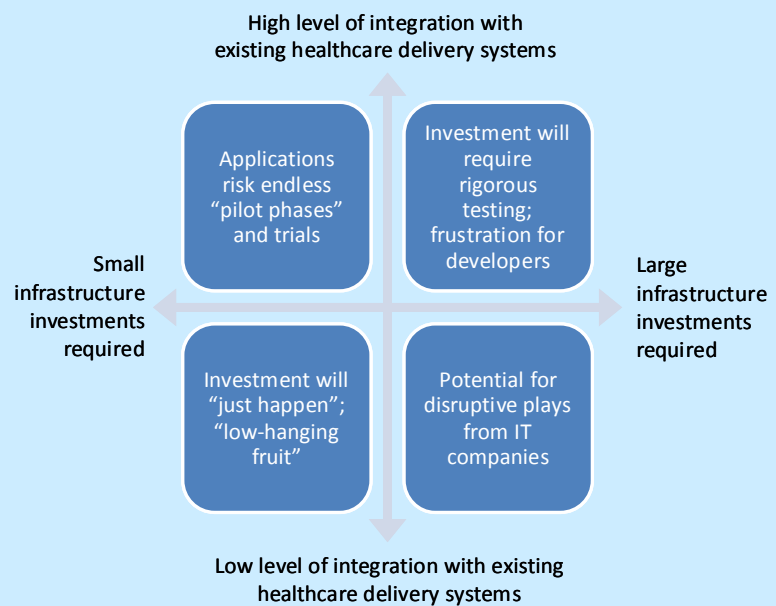 High level of integration with
existing healthcare delivery systems
Applications
risk endless
“pilot phases”
and trials
Investment will
require
rigorous
testing;
frustration for
developers
Small
infrastructure
investments
required
Large
infrastructure
investments
required
Investment will
“just happen”;
“low-hanging
fruit”
Potential for
disruptive plays
from IT
companies
Low level of integration with existing
healthcare delivery systems